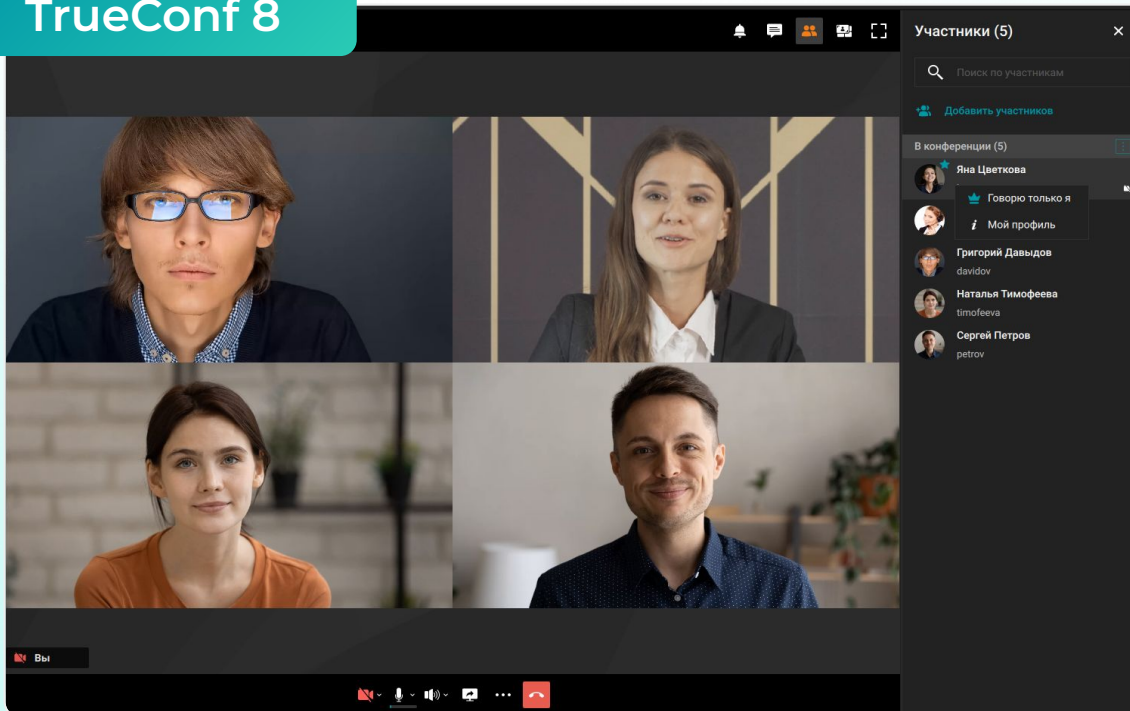 TrueConf 8
Участники (5)
Поиск по участникам
Добавить участников
В конференции (5)
Яна Цветкова
Говорю только я
Мой профиль
Григорий Давыдов
davidov
Наталья Тимофеева
timofeeva
Сергей Петров
petrov
Вы